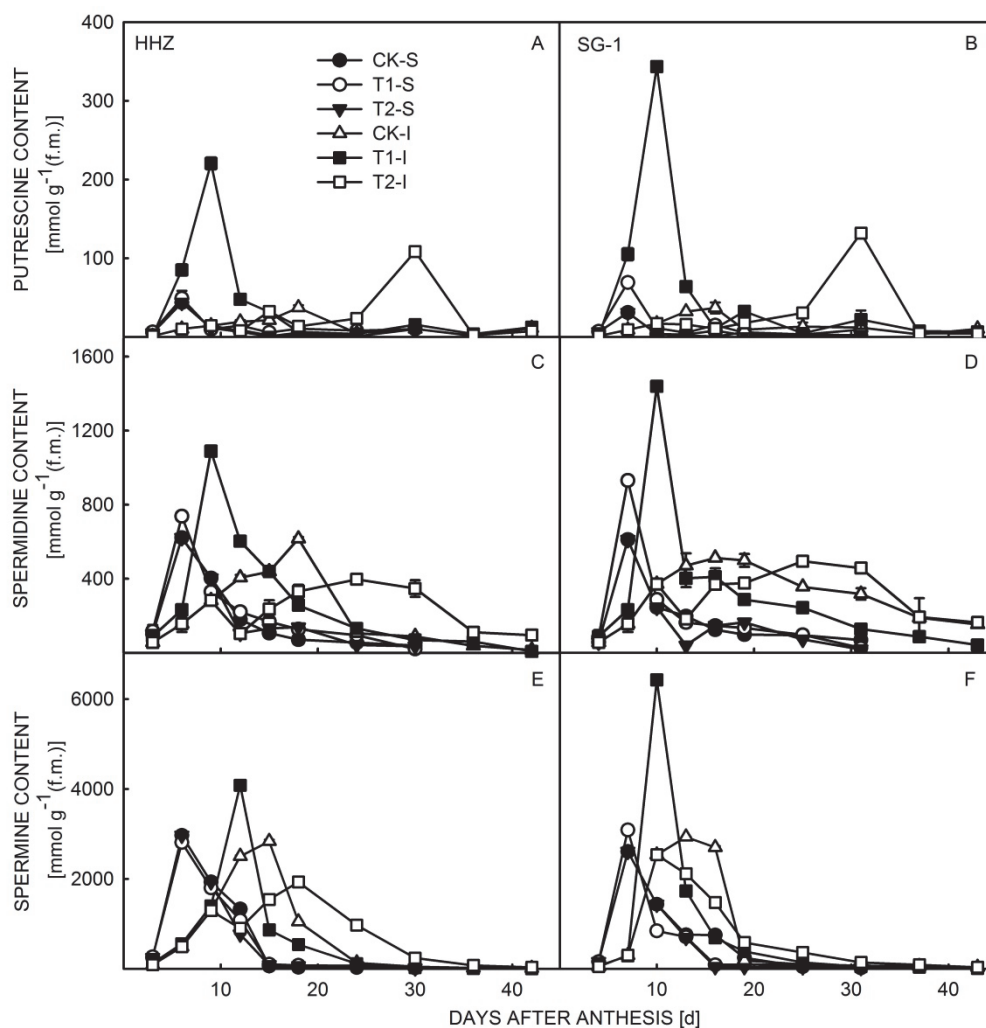 HHZ
A
SG-1
B
CK-S
T1-S
T2-S
CK-I
T1-I
T2-I
400
300
200
100
PUTRESCINE CONTENT
[mmol g⁻¹(f.m.)]
C
D
1600
1200
800
400
SPERMIDINE CONTENT
[mmol g⁻¹(f.m.)]
E
F
6000
4000
2000
SPERMINE CONTENT
[mmol g⁻¹(f.m.)]
10 20 30 40 10 20 30 40
DAYS AFTER ANTHESIS [d]